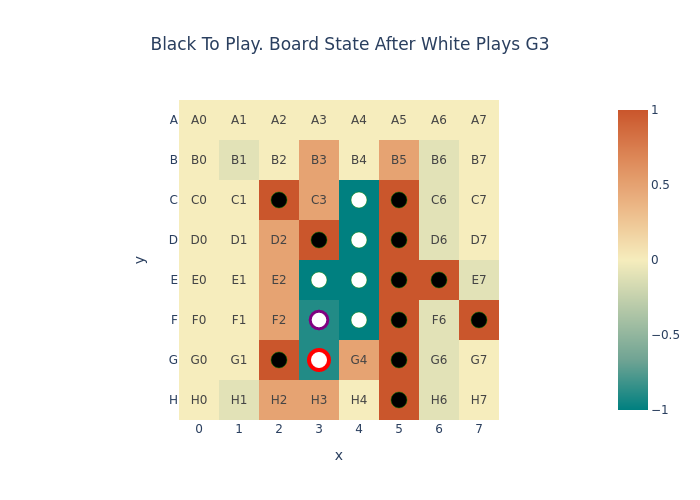 Black To Play. Board State After White Plays G3
A A0 A1 A2 A3 A4 A5 A6 A7
B B0 B1 B2 B3 B4 B5 B6 B7
C C0 C1 C3 C6 C7
D D0 D1 D2 D6 D7
E E0 E1 E2 E7
F F0 F1 F2 F6
G G0 G1 G4 G6 G7
H H0 H1 H2 H3 H4 H6 H7
0 1 2 3 4 5 6 7
x
y
1
0.5
0
−0.5
−1